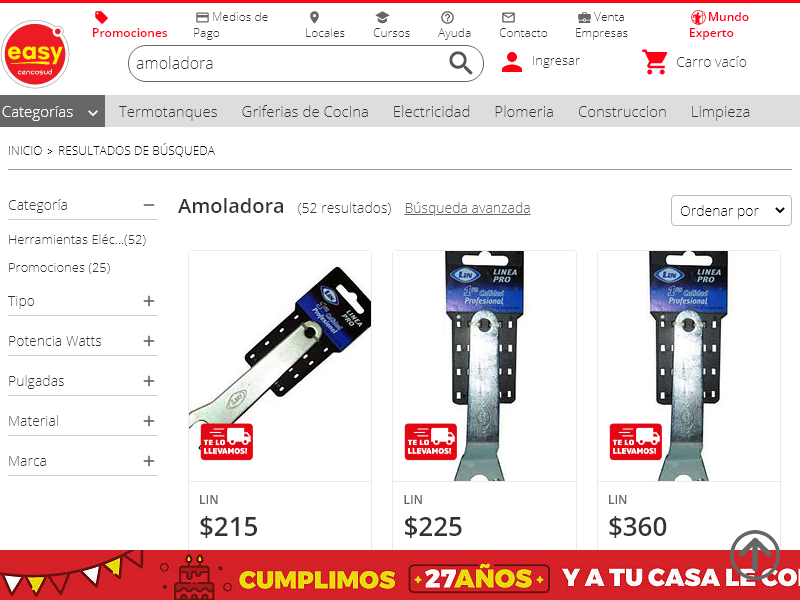 Promociones
Medios de Pago
Locales
Cursos
Ayuda
Contacto
Venta Empresas
Mundo Experto
easy
cencosud
amoladora
Ingresar
Carro vacío
Categorías
Termotanques
Griferias de Cocina
Electricidad
Plomeria
Construccion
Limpieza
INICIO > RESULTADOS DE BÚSQUEDA
Categoría
Amoladora (52 resultados) Búsqueda avanzada
Ordenar por
Herramientas Eléc...(52)
Promociones (25)
Tipo
Potencia Watts
Pulgadas
Material
Marca
LIN
LINEA PRO
1ra Calidad
Profesional
TE LO LLEVAMOS!
LIN
$215
LIN
LINEA PRO
1ra Calidad
Profesional
TE LO LLEVAMOS!
LIN
$225
LIN
LINEA PRO
1ra Calidad
Profesional
TE LO LLEVAMOS!
LIN
$360
CUMPLIMOS 27AÑOS Y A TU CASA LE CO